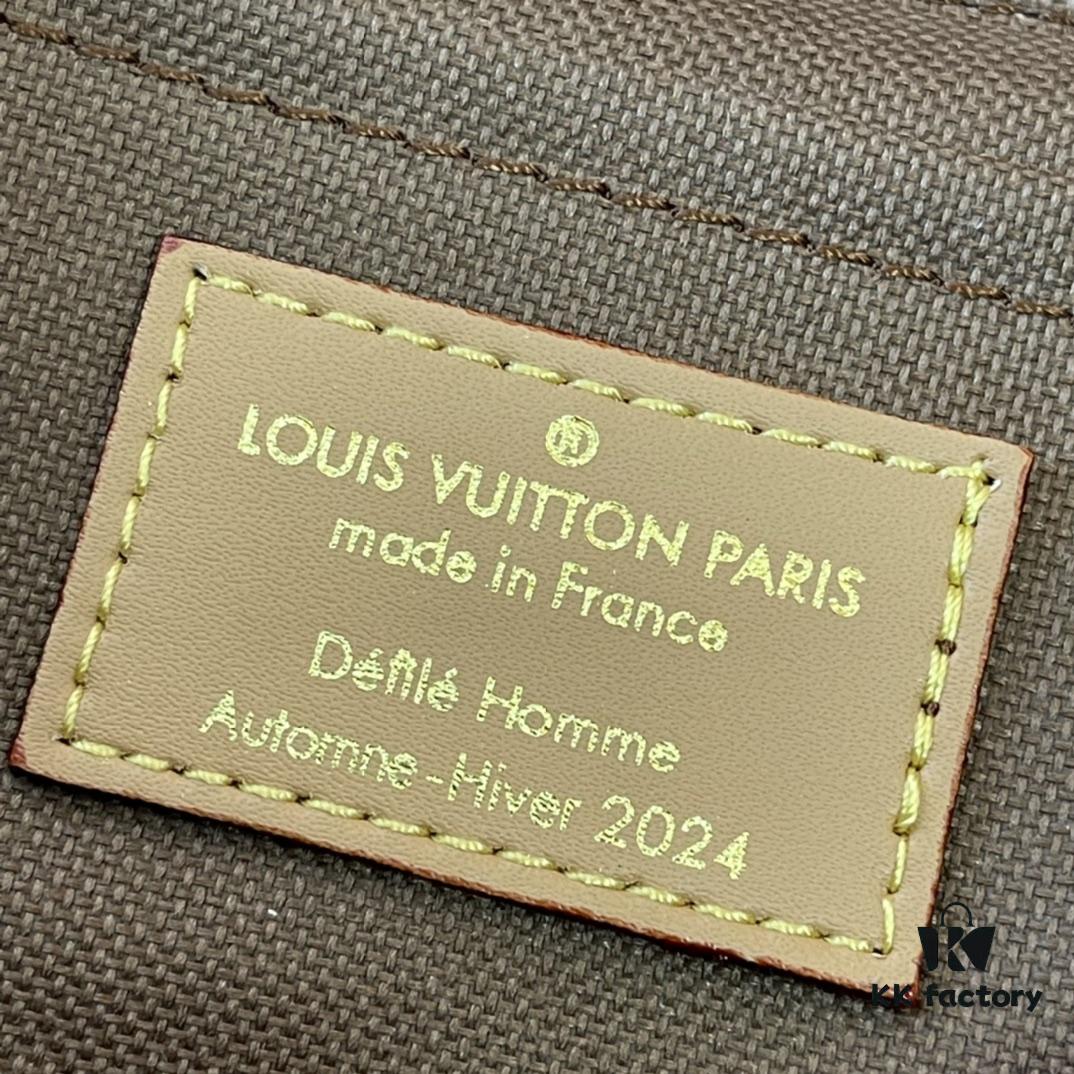 ®
LOUIS VUITTON PARIS
made in France
Défilé Homme
Automne-Hiver 2024
KK factory